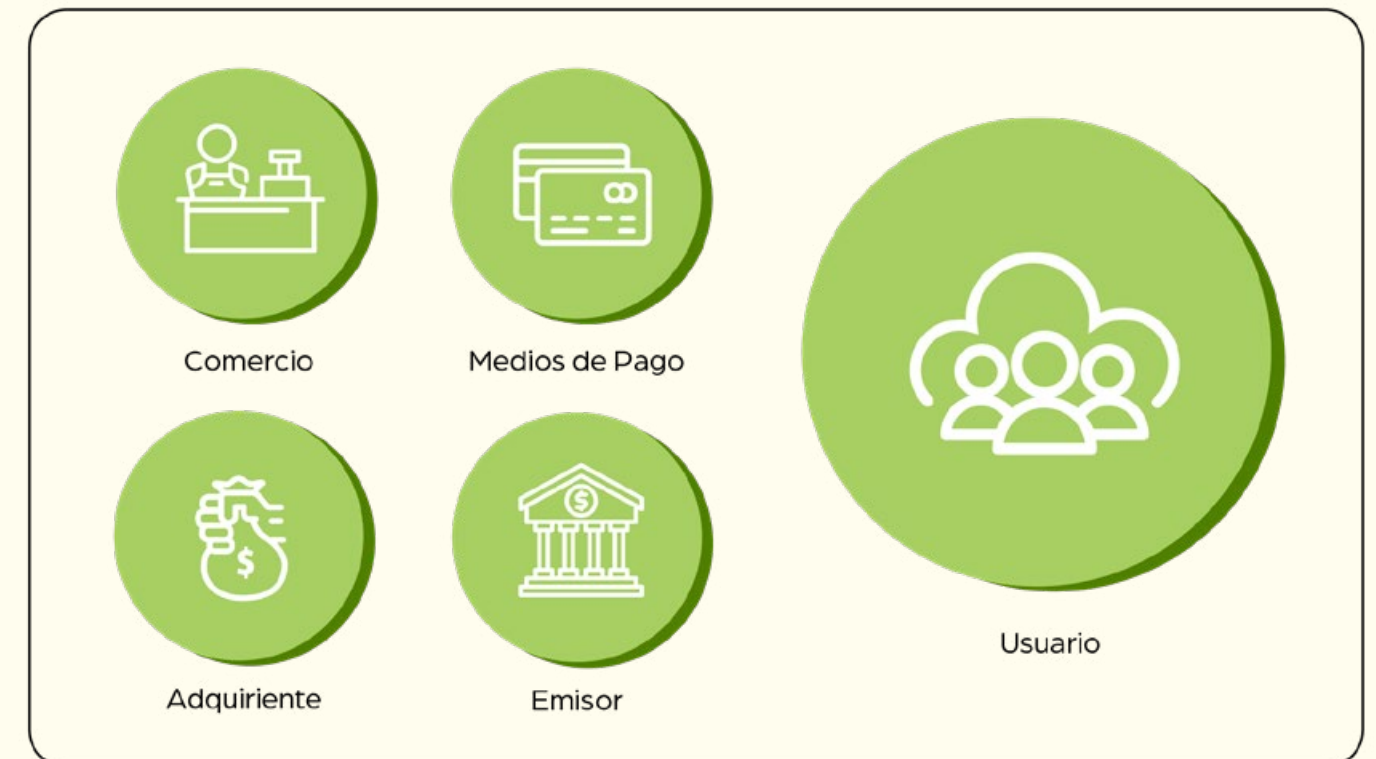 Comercio
Medios de Pago
Adquiriente
$
Emisor
$
Usuario